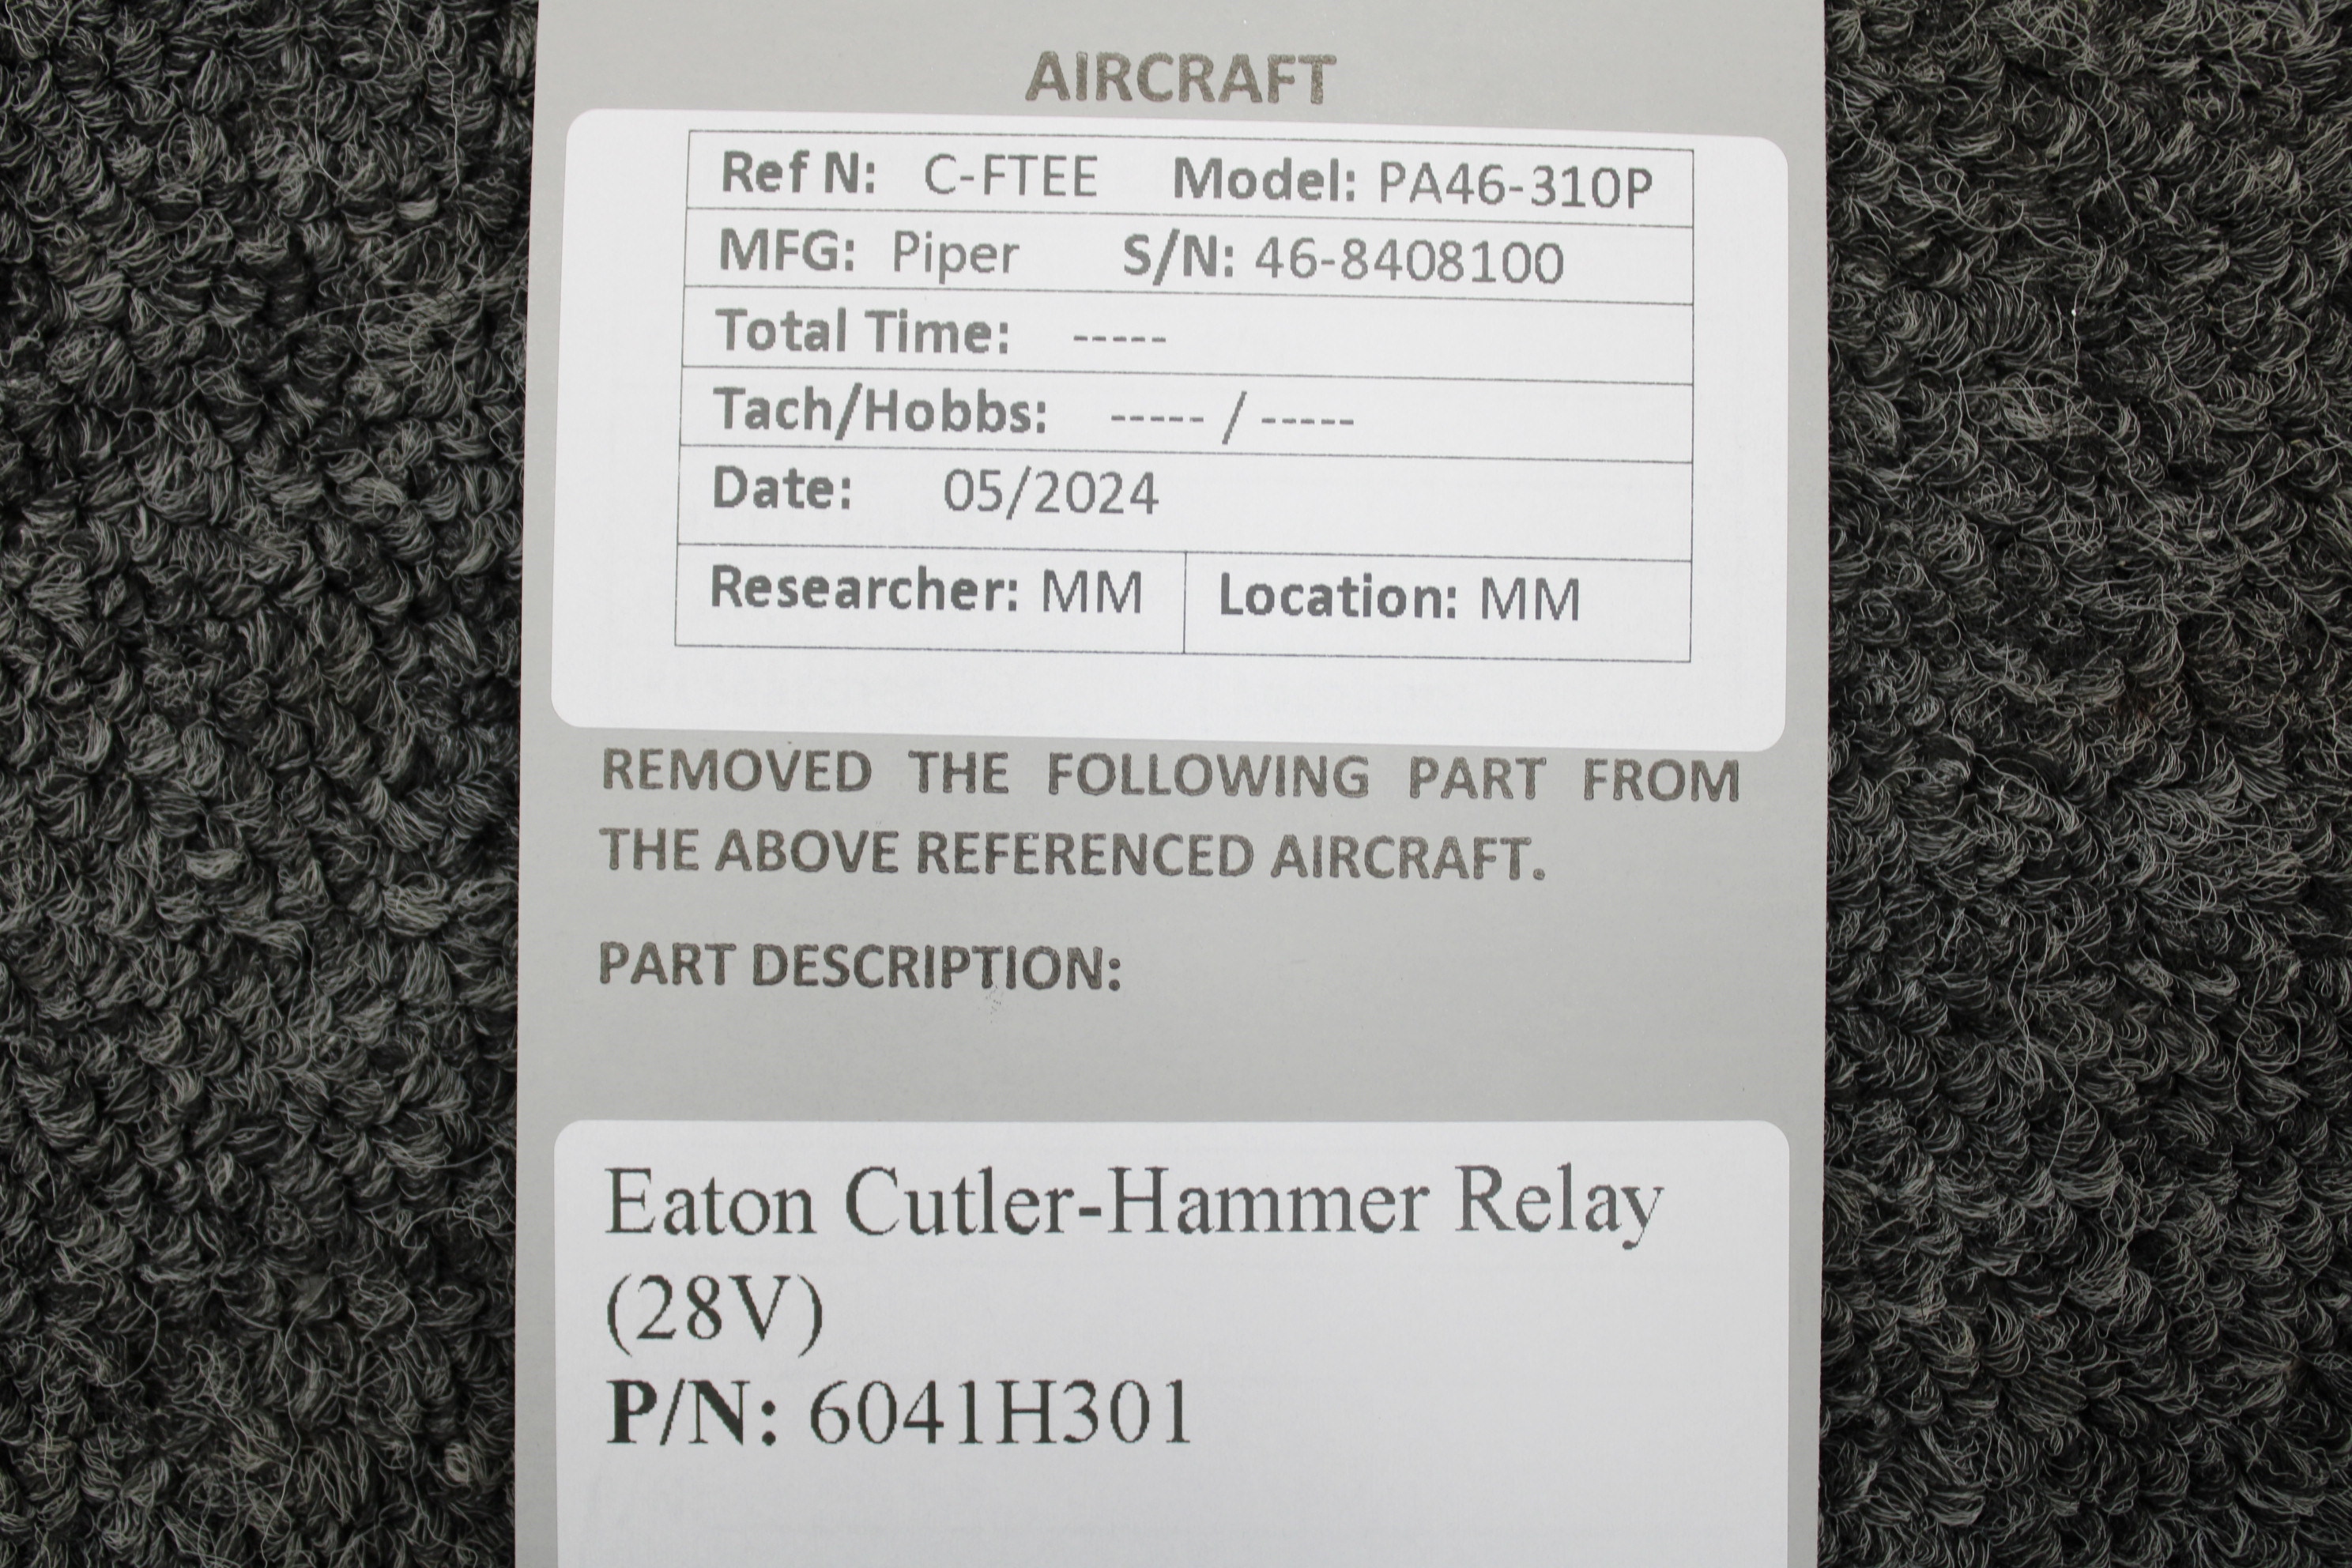 AIRCRAFT
Ref N: C-FTEE Model: PA46-310P
MFG: Piper S/N: 46-8408100
Total Time: -----
Tach/Hobbs: ----- / -----
Date: 05/2024
Researcher: MM Location: MM
REMOVED THE FOLLOWING PART FROM
THE ABOVE REFERENCED AIRCRAFT.
PART DESCRIPTION:
Eaton Cutler-Hammer Relay
(28V)
P/N: 6041H301